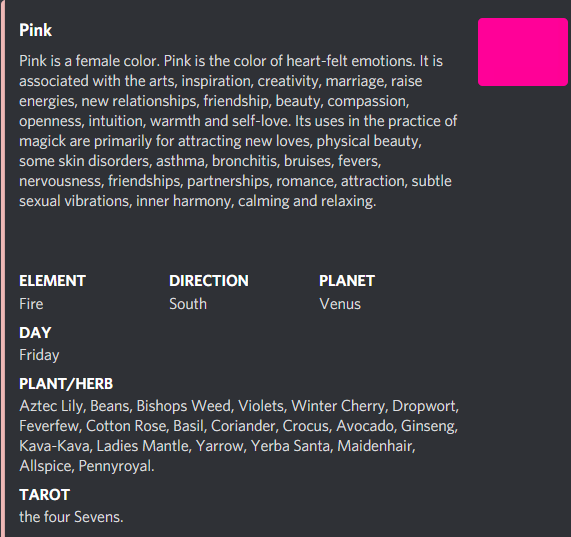 Pink
Pink is a female color. Pink is the color of heart-felt emotions. It is
associated with the arts, inspiration, creativity, marriage, raise
energies, new relationships, friendship, beauty, compassion,
openness, intuition, warmth and self-love. Its uses in the practice of
magick are primarily for attracting new loves, physical beauty,
some skin disorders, asthma, bronchitis, bruises, fevers,
nervousness, friendships, partnerships, romance, attraction, subtle
sexual vibrations, inner harmony, calming and relaxing.
ELEMENT DIRECTION PLANET
Fire South Venus
DAY
Friday
PLANT/HERB
Aztec Lily, Beans, Bishops Weed, Violets, Winter Cherry, Dropwort,
Feverfew, Cotton Rose, Basil, Coriander, Crocus, Avocado, Ginseng,
Kava-Kava, Ladies Mantle, Yarrow, Yerba Santa, Maidenhair,
Allspice, Pennyroyal.
TAROT
the four Sevens.